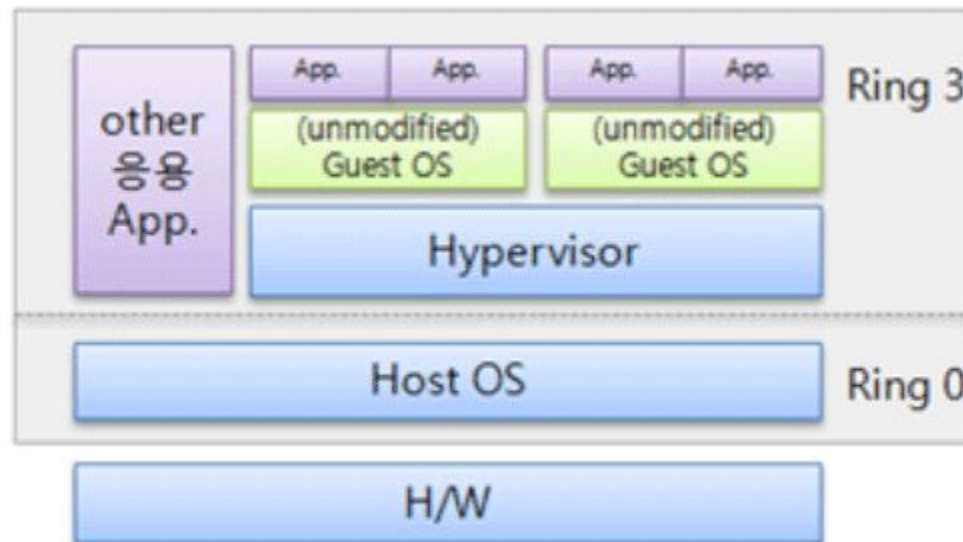 other
응용
App.
App. App. App. App.
Ring 3
(unmodified)
Guest OS
(unmodified)
Guest OS
Hypervisor
Host OS
Ring 0
H/W